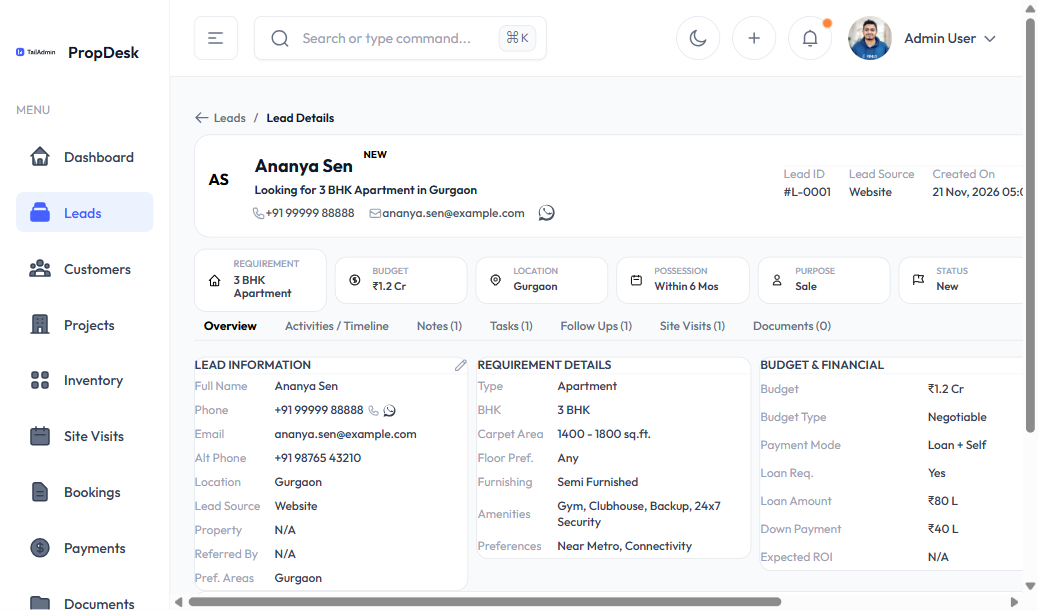 TailAdmin PropDesk
Search or type command...
⌘K
Admin User
MENU
Dashboard
Leads
Customers
Projects
Inventory
Site Visits
Bookings
Payments
Documents
Leads / Lead Details
AS
Ananya Sen NEW
Looking for 3 BHK Apartment in Gurgaon
+91 99999 88888 ananya.sen@example.com
Lead ID
#L-0001
Lead Source
Website
Created On
21 Nov, 2026 05:0
REQUIREMENT
3 BHK
Apartment
BUDGET
₹1.2 Cr
LOCATION
Gurgaon
POSSESSION
Within 6 Mos
PURPOSE
Sale
STATUS
New
Overview Activities / Timeline Notes (1) Tasks (1) Follow Ups (1) Site Visits (1) Documents (0)
LEAD INFORMATION
Full Name Ananya Sen
Phone +91 99999 88888
Email ananya.sen@example.com
Alt Phone +91 98765 43210
Location Gurgaon
Lead Source Website
Property N/A
Referred By N/A
Pref. Areas Gurgaon
REQUIREMENT DETAILS
Type Apartment
BHK 3 BHK
Carpet Area 1400 - 1800 sq.ft.
Floor Pref. Any
Furnishing Semi Furnished
Amenities Gym, Clubhouse, Backup, 24x7
Security
Preferences Near Metro, Connectivity
BUDGET & FINANCIAL
Budget ₹1.2 Cr
Budget Type Negotiable
Payment Mode Loan + Self
Loan Req. Yes
Loan Amount ₹80 L
Down Payment ₹40 L
Expected ROI N/A